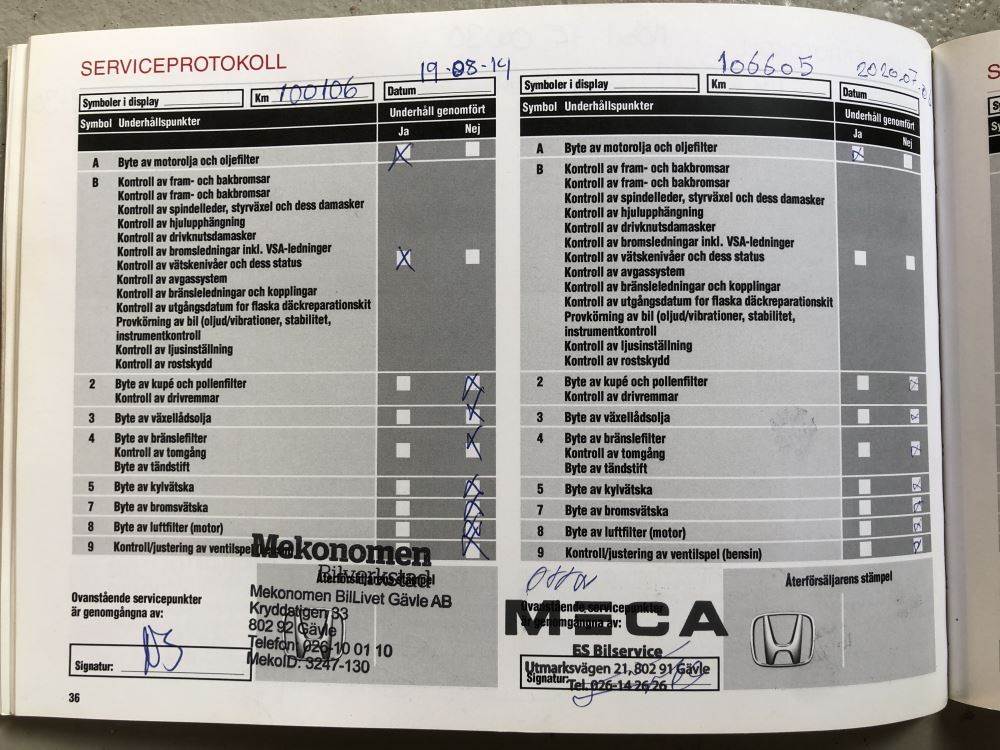 SERVICEPROTOKOLL
19-08-14
Symboler i display
Km 100106
Datum
Symbol Underhållspunkter
Underhåll genomfört
Ja Nej
A Byte av motorolja och oljefilter
B Kontroll av fram- och bakbromsar
Kontroll av fram- och bakbromsar
Kontroll av spindelleder, styrväxel och dess damasker
Kontroll av hjulupphängning
Kontroll av drivknutsdamasker
Kontroll av bromsledningar inkl. VSA-ledningar
Kontroll av vätskenivåer och dess status
Kontroll av avgassystem
Kontroll av bränsleledningar och kopplingar
Kontroll av utgångsdatum for flaska däckreparationskit
Provkörning av bil (oljud/vibrationer, stabilitet,
instrumentkontroll
Kontroll av ljusinställning
Kontroll av rostskydd
2 Byte av kupé och pollenfilter
Kontroll av drivremmar
3 Byte av växellådsolja
4 Byte av bränslefilter
Kontroll av tomgång
Byte av tändstift
5 Byte av kylvätska
7 Byte av bromsvätska
8 Byte av luftfilter (motor)
9 Kontroll/justering av ventilspel
Mekonomen
Bilverkstad
Återförsäljarens stämpel
Mekonomen BilLivet Gävle AB
Kryddstigen 33
802 92 Gävle
Telefon: 026-10 01 10
MekoID: 3247-130
Ovanstående servicepunkter
är genomgångna av:
Signatur:
36
106605
Symboler i display
Km
Datum
Symbol Underhållspunkter
Underhåll genomfört
Ja Nej
A Byte av motorolja och oljefilter
B Kontroll av fram- och bakbromsar
Kontroll av fram- och bakbromsar
Kontroll av spindelleder, styrväxel och dess damasker
Kontroll av hjulupphängning
Kontroll av drivknutsdamasker
Kontroll av bromsledningar inkl. VSA-ledningar
Kontroll av vätskenivåer och dess status
Kontroll av avgassystem
Kontroll av bränsleledningar och kopplingar
Kontroll av utgångsdatum for flaska däckreparationskit
Provkörning av bil (oljud/vibrationer, stabilitet,
instrumentkontroll
Kontroll av ljusinställning
Kontroll av rostskydd
2 Byte av kupé och pollenfilter
Kontroll av drivremmar
3 Byte av växellådsolja
4 Byte av bränslefilter
Kontroll av tomgång
Byte av tändstift
5 Byte av kylvätska
7 Byte av bromsvätska
8 Byte av luftfilter (motor)
9 Kontroll/justering av ventilspel (bensin)
Återförsäljarens stämpel
Ovanstående servicepunkter
är genomgångna av:
MECA
ES Bilservice
Utmarksvägen 21, 802 91 Gävle
Signatur:
Tel. 026-14 26 26